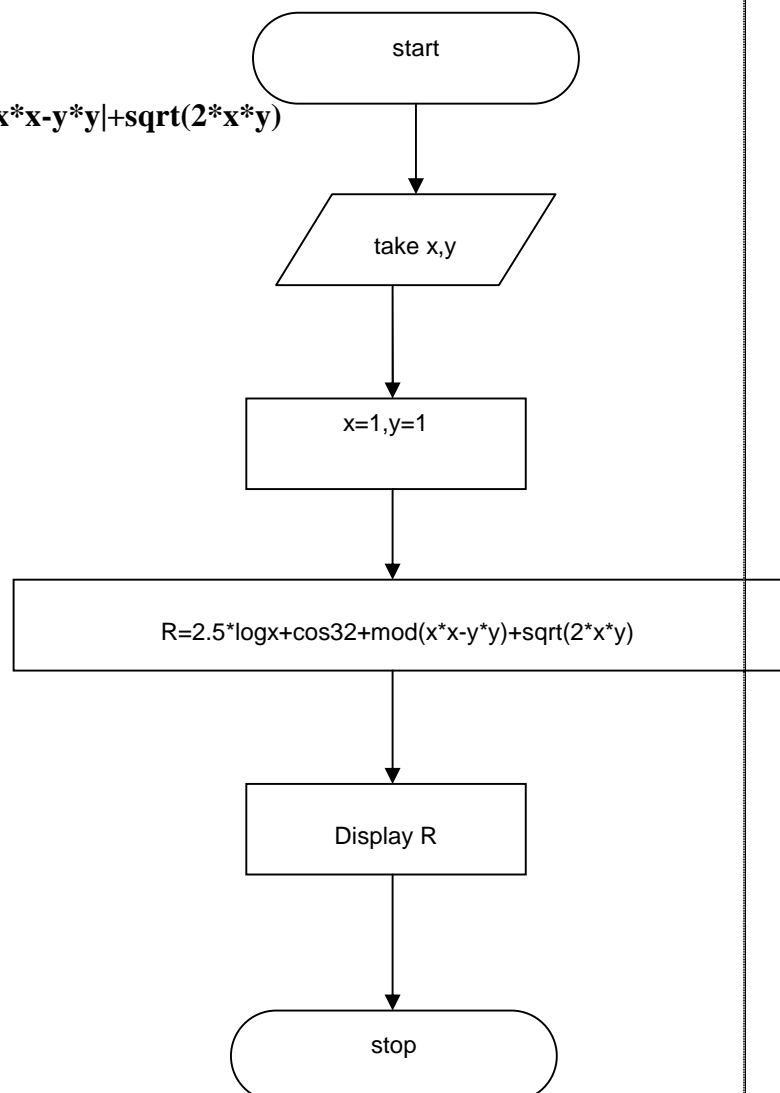 start
x*x-y*y|+sqrt(2*x*y)
take x,y
x=1,y=1
R=2.5*logx+cos32+mod(x*x-y*y)+sqrt(2*x*y)
Display R
stop